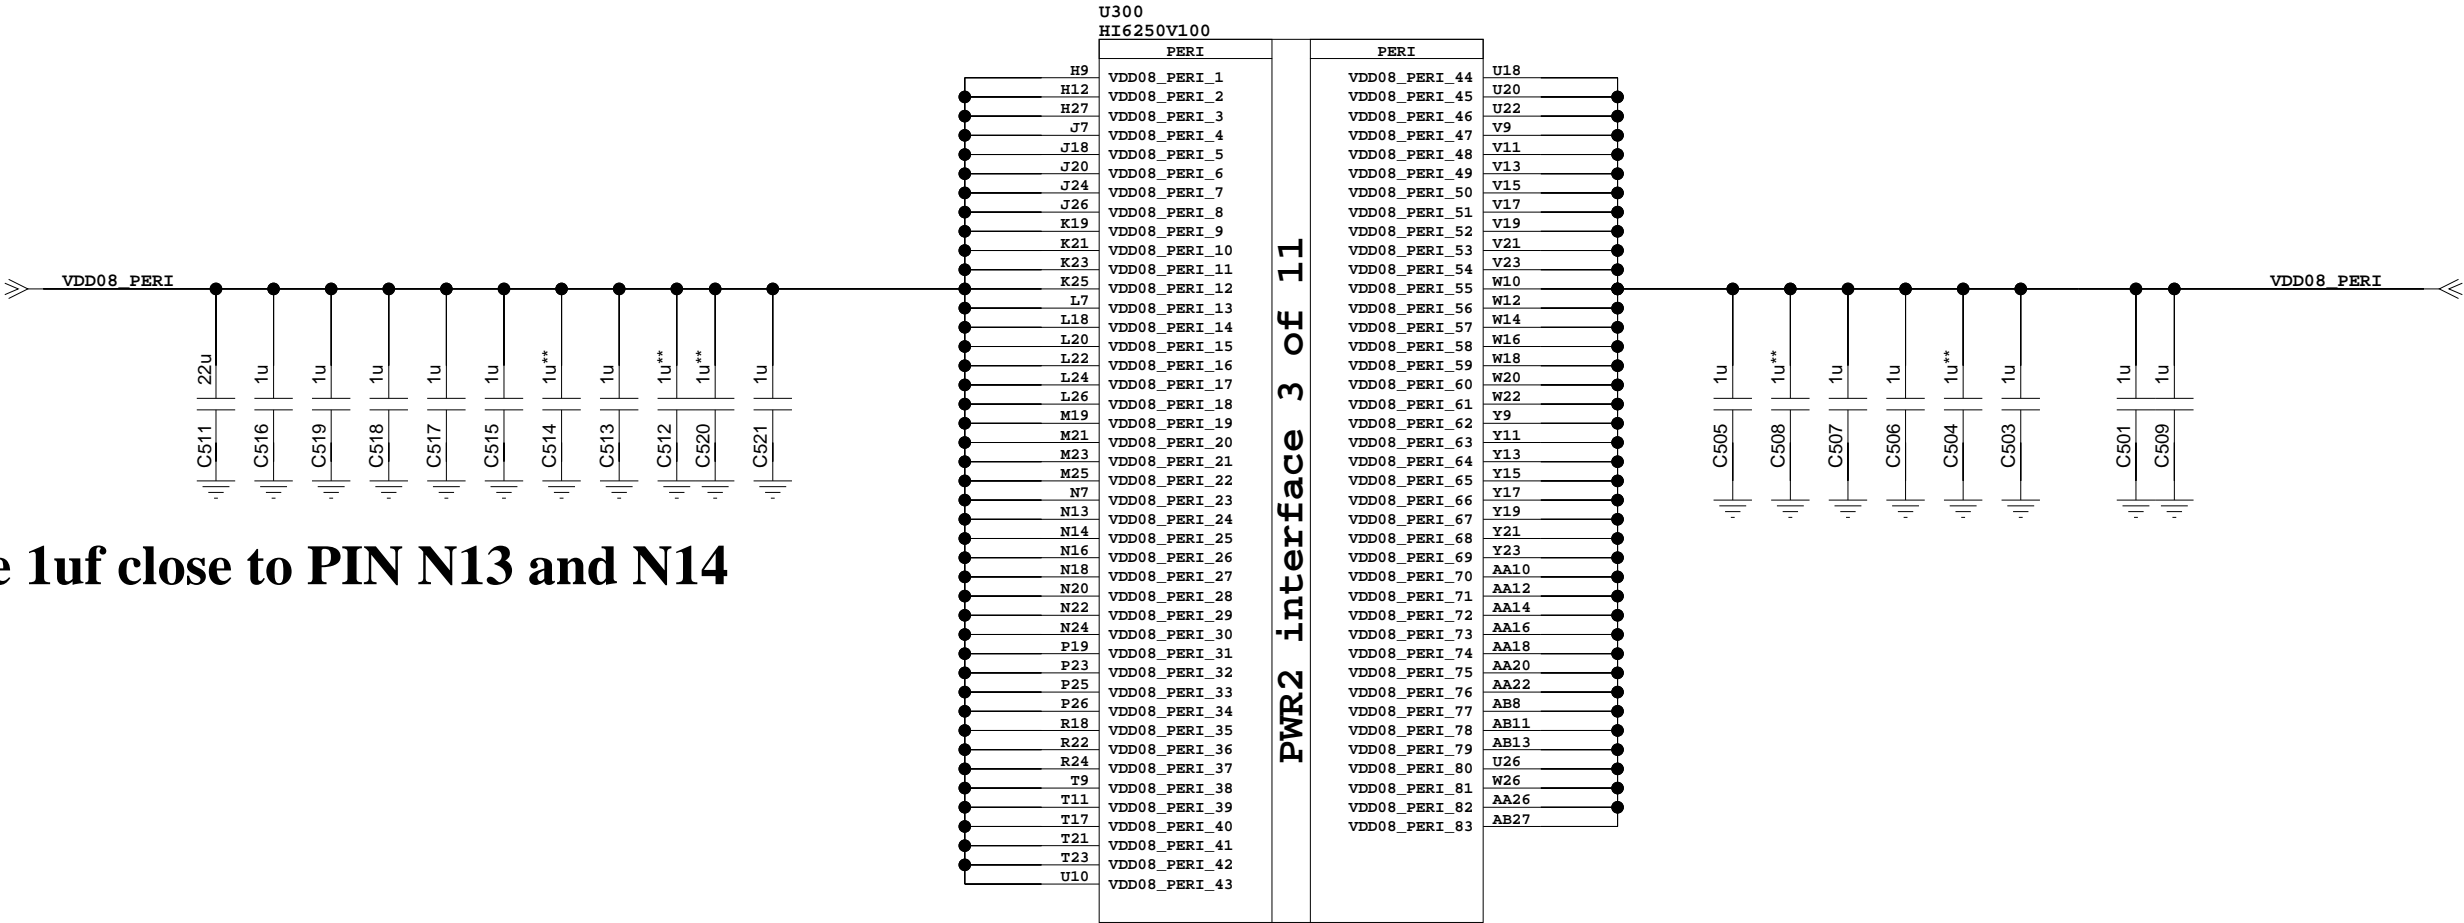 U300
HI6250V100
PERI
PERI
H9 VDD08_PERI_1
H12 VDD08_PERI_2
H27 VDD08_PERI_3
J7 VDD08_PERI_4
J18 VDD08_PERI_5
J20 VDD08_PERI_6
J24 VDD08_PERI_7
J26 VDD08_PERI_8
K19 VDD08_PERI_9
K21 VDD08_PERI_10
K23 VDD08_PERI_11
K25 VDD08_PERI_12
L7 VDD08_PERI_13
L18 VDD08_PERI_14
L20 VDD08_PERI_15
L22 VDD08_PERI_16
L24 VDD08_PERI_17
L26 VDD08_PERI_18
M19 VDD08_PERI_19
M21 VDD08_PERI_20
M23 VDD08_PERI_21
M25 VDD08_PERI_22
N7 VDD08_PERI_23
N13 VDD08_PERI_24
N14 VDD08_PERI_25
N16 VDD08_PERI_26
N18 VDD08_PERI_27
N20 VDD08_PERI_28
N22 VDD08_PERI_29
N24 VDD08_PERI_30
P19 VDD08_PERI_31
P23 VDD08_PERI_32
P25 VDD08_PERI_33
P26 VDD08_PERI_34
R18 VDD08_PERI_35
R22 VDD08_PERI_36
R24 VDD08_PERI_37
T9 VDD08_PERI_38
T11 VDD08_PERI_39
T17 VDD08_PERI_40
T21 VDD08_PERI_41
T23 VDD08_PERI_42
U10 VDD08_PERI_43
PWR2 interface 3 of 11
VDD08_PERI_44 U18
VDD08_PERI_45 U20
VDD08_PERI_46 U22
VDD08_PERI_47 V9
VDD08_PERI_48 V11
VDD08_PERI_49 V13
VDD08_PERI_50 V15
VDD08_PERI_51 V17
VDD08_PERI_52 V19
VDD08_PERI_53 V21
VDD08_PERI_54 V23
VDD08_PERI_55 W10
VDD08_PERI_56 W12
VDD08_PERI_57 W14
VDD08_PERI_58 W16
VDD08_PERI_59 W18
VDD08_PERI_60 W20
VDD08_PERI_61 W22
VDD08_PERI_62 Y9
VDD08_PERI_63 Y11
VDD08_PERI_64 Y13
VDD08_PERI_65 Y15
VDD08_PERI_66 Y17
VDD08_PERI_67 Y19
VDD08_PERI_68 Y21
VDD08_PERI_69 Y23
VDD08_PERI_70 AA10
VDD08_PERI_71 AA12
VDD08_PERI_72 AA14
VDD08_PERI_73 AA16
VDD08_PERI_74 AA18
VDD08_PERI_75 AA20
VDD08_PERI_76 AA22
VDD08_PERI_77 AB8
VDD08_PERI_78 AB11
VDD08_PERI_79 AB13
VDD08_PERI_80 U26
VDD08_PERI_81 W26
VDD08_PERI_82 AA26
VDD08_PERI_83 AB27
VDD08_PERI
C511 22u
C516 1u
C519 1u
C518 1u
C517 1u
C515 1u
C514 1u**
C513 1u
C512 1u**
C520 1u**
C521 1u
e 1uf close to PIN N13 and N14
VDD08_PERI
C505 1u
C508 1u**
C507 1u
C506 1u
C504 1u**
C503 1u
C501 1u
C509 1u